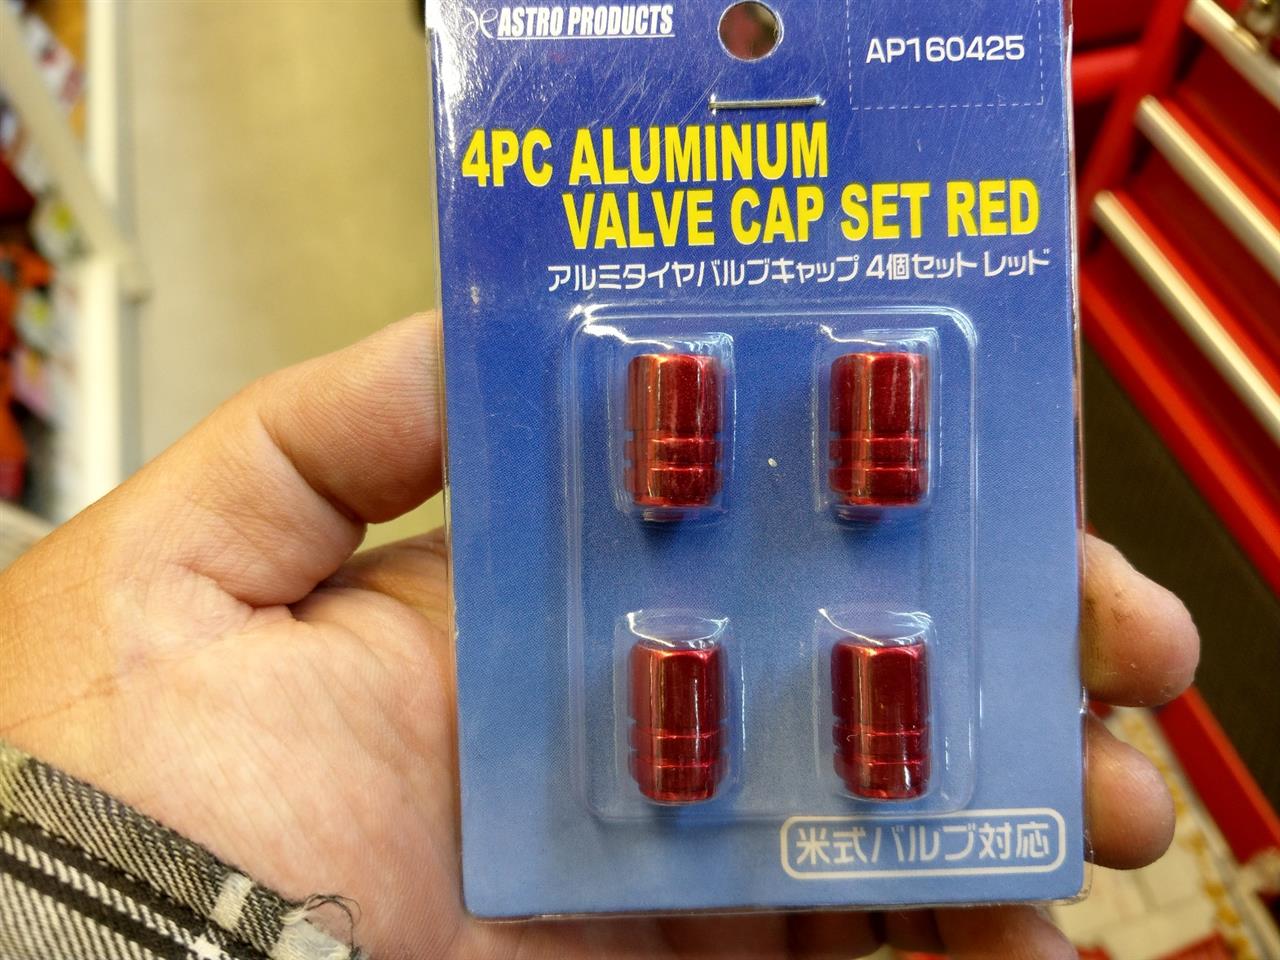 ASTRO PRODUCTS
AP160425
4PC ALUMINUM
VALVE CAP SET RED
アルミタイヤバルブキャップ4個セット レッド
米式バルブ対応